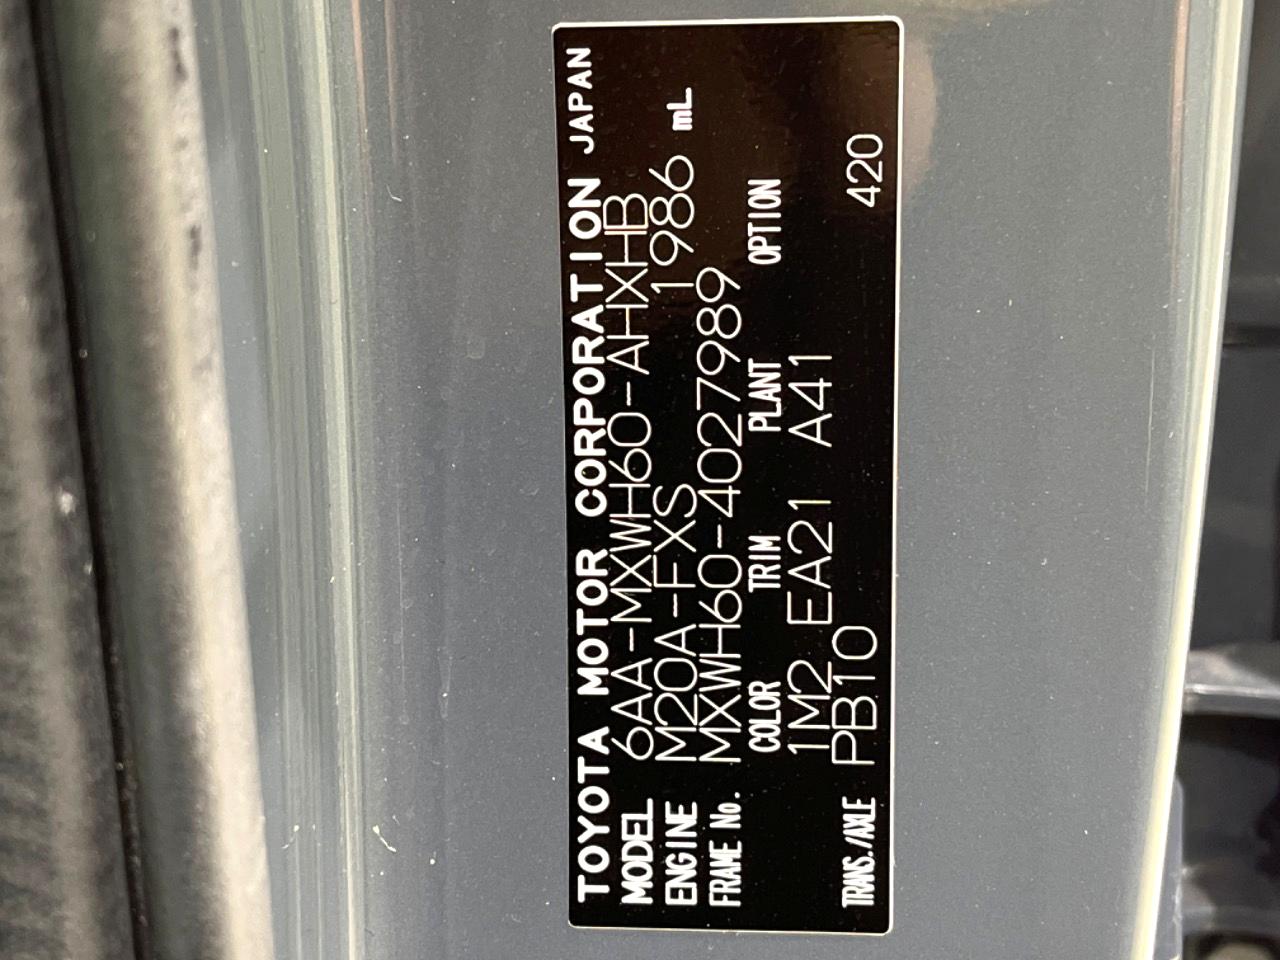 TOYOTA MOTOR CORPORATION JAPAN
MODEL 6AA-MXWH60-AHXHB
ENGINE M20A-FXS 1986 mL
FRAME No. MXWH60-4027989
COLOR TRIM PLANT OPTION
1M2 EA21 A41
TRANS./AXLE PB10 420